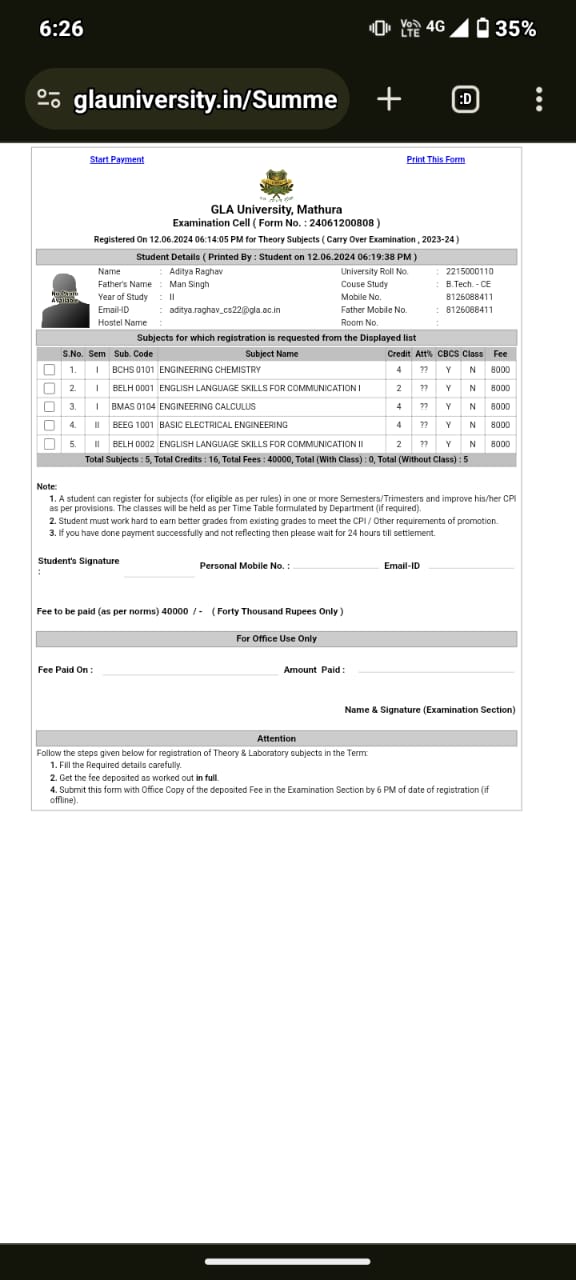 6:26 Vo LTE 4G 35%
glauniversity.in/Summe :D
Start Payment Print This Form
GLA University, Mathura
Examination Cell ( Form No. : 24061200808 )
Registered On 12.06.2024 06:14:05 PM for Theory Subjects ( Carry Over Examination , 2023-24 )
Student Details ( Printed By : Student on 12.06.2024 06:19:38 PM )
Name : Aditya Raghav University Roll No. : 2215000110
Father's Name : Man Singh Couse Study : B.Tech. - CE
Year of Study : II Mobile No. 8126088411
Email-ID : aditya.raghav_cs22@gla.ac.in Father Mobile No. : 8126088411
Hostel Name : Room No. :
Subjects for which registration is requested from the Displayed list
S.No. Sem Sub. Code Subject Name Credit Att% CBCS Class Fee
1. I BCHS 0101 ENGINEERING CHEMISTRY 4 ?? Y N 8000
2. I BELH 0001 ENGLISH LANGUAGE SKILLS FOR COMMUNICATION I 2 ?? Y N 8000
3. I BMAS 0104 ENGINEERING CALCULUS 4 ?? Y N 8000
4. II BEEG 1001 BASIC ELECTRICAL ENGINEERING 4 ?? Y N 8000
5. II BELH 0002 ENGLISH LANGUAGE SKILLS FOR COMMUNICATION II 2 ?? Y N 8000
Total Subjects : 5, Total Credits : 16, Total Fees : 40000, Total (With Class) : 0, Total (Without Class) : 5
Note:
1. A student can register for subjects (for eligible as per rules) in one or more Semesters/Trimesters and improve his/her CPI
as per provisions. The classes will be held as per Time Table formulated by Department (if required).
2. Student must work hard to earn better grades from existing grades to meet the CPI / Other requirements of promotion.
3. If you have done payment successfully and not reflecting then please wait for 24 hours till settlement.
Student's Signature Personal Mobile No. : Email-ID
:
Fee to be paid (as per norms) 40000 / - ( Forty Thousand Rupees Only )
For Office Use Only
Fee Paid On : Amount Paid :
Name & Signature (Examination Section)
Attention
Follow the steps given below for registration of Theory & Laboratory subjects in the Term:
1. Fill the Required details carefully.
2. Get the fee deposited as worked out in full.
4. Submit this form with Office Copy of the deposited Fee in the Examination Section by 6 PM of date of registration (if
offline).